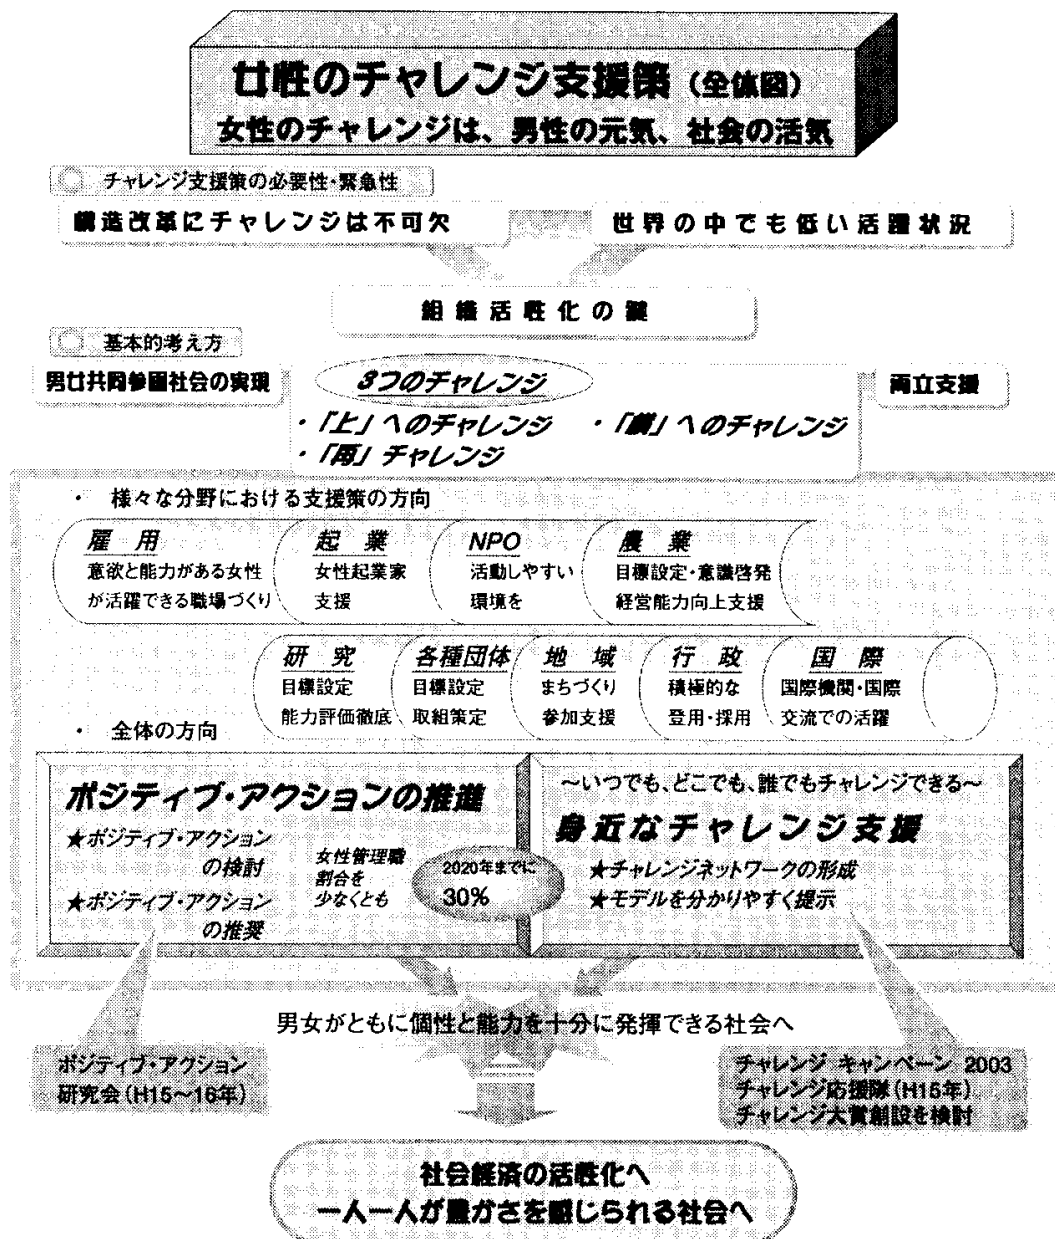 女性のチャレンジ支援策(全体図)
女性のチャレンジは、男性の元気、社会の活気
チャレンジ支援策の必要性・緊急性
構造改革にチャレンジは不可欠
世界の中でも低い活躍状況
組織活性化の鍵
基本的考え方
男女共同参画社会の実現
3つのチャレンジ
両立支援
・「上」へのチャレンジ ・「横」へのチャレンジ
・「再」チャレンジ
・ 様々な分野における支援策の方向
雇 用
意欲と能力がある女性
が活躍できる職場づくり
起 業
女性起業家
支援
NPO
活動しやすい
環境を
農 業
目標設定・意識啓発
経営能力向上支援
研 究
目標設定
能力評価徹底
各種団体
目標設定
取組策定
地 域
まちづくり
参加支援
行 政
積極的な
登用・採用
国 際
国際機関・国際
交流での活躍
・ 全体の方向
ポジティブ・アクションの推進
★ポジティブ・アクション
の検討
★ポジティブ・アクション
の推奨
女性管理職
割合を
少なくとも
2020年までに
30%
~いつでも、どこでも、誰でもチャレンジできる~
身近なチャレンジ支援
★チャレンジネットワークの形成
★モデルを分かりやすく提示
男女がともに個性と能力を十分に発揮できる社会へ
ポジティブ・アクション
研究会(H15~16年)
チャレンジ キャンペーン 2003
チャレンジ応援隊(H15年)
チャレンジ大賞創設を検討
社会経済の活性化へ
一人一人が豊かさを感じられる社会へ